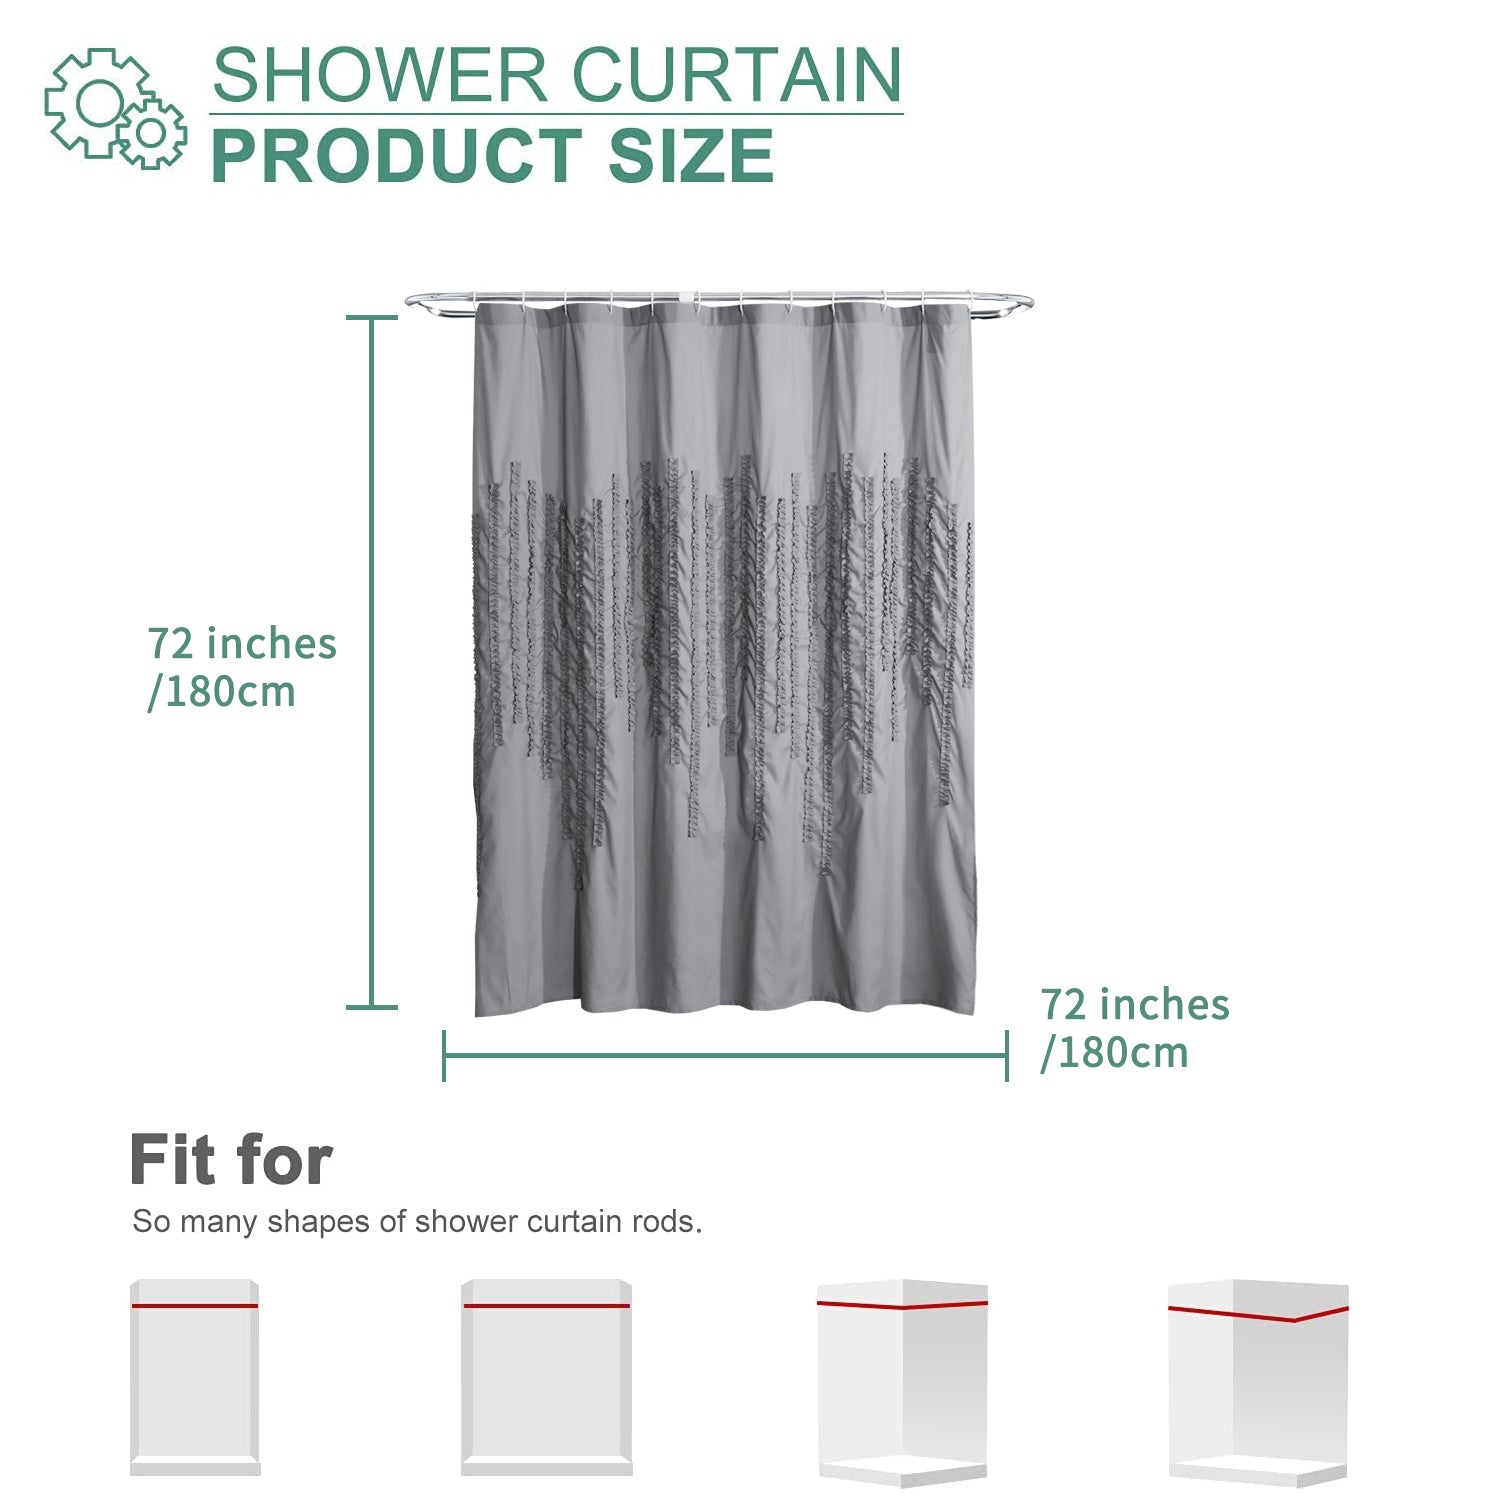 SHOWER CURTAIN
PRODUCT SIZE
72 inches
/180cm
72 inches
/180cm
Fit for
So many shapes of shower curtain rods.